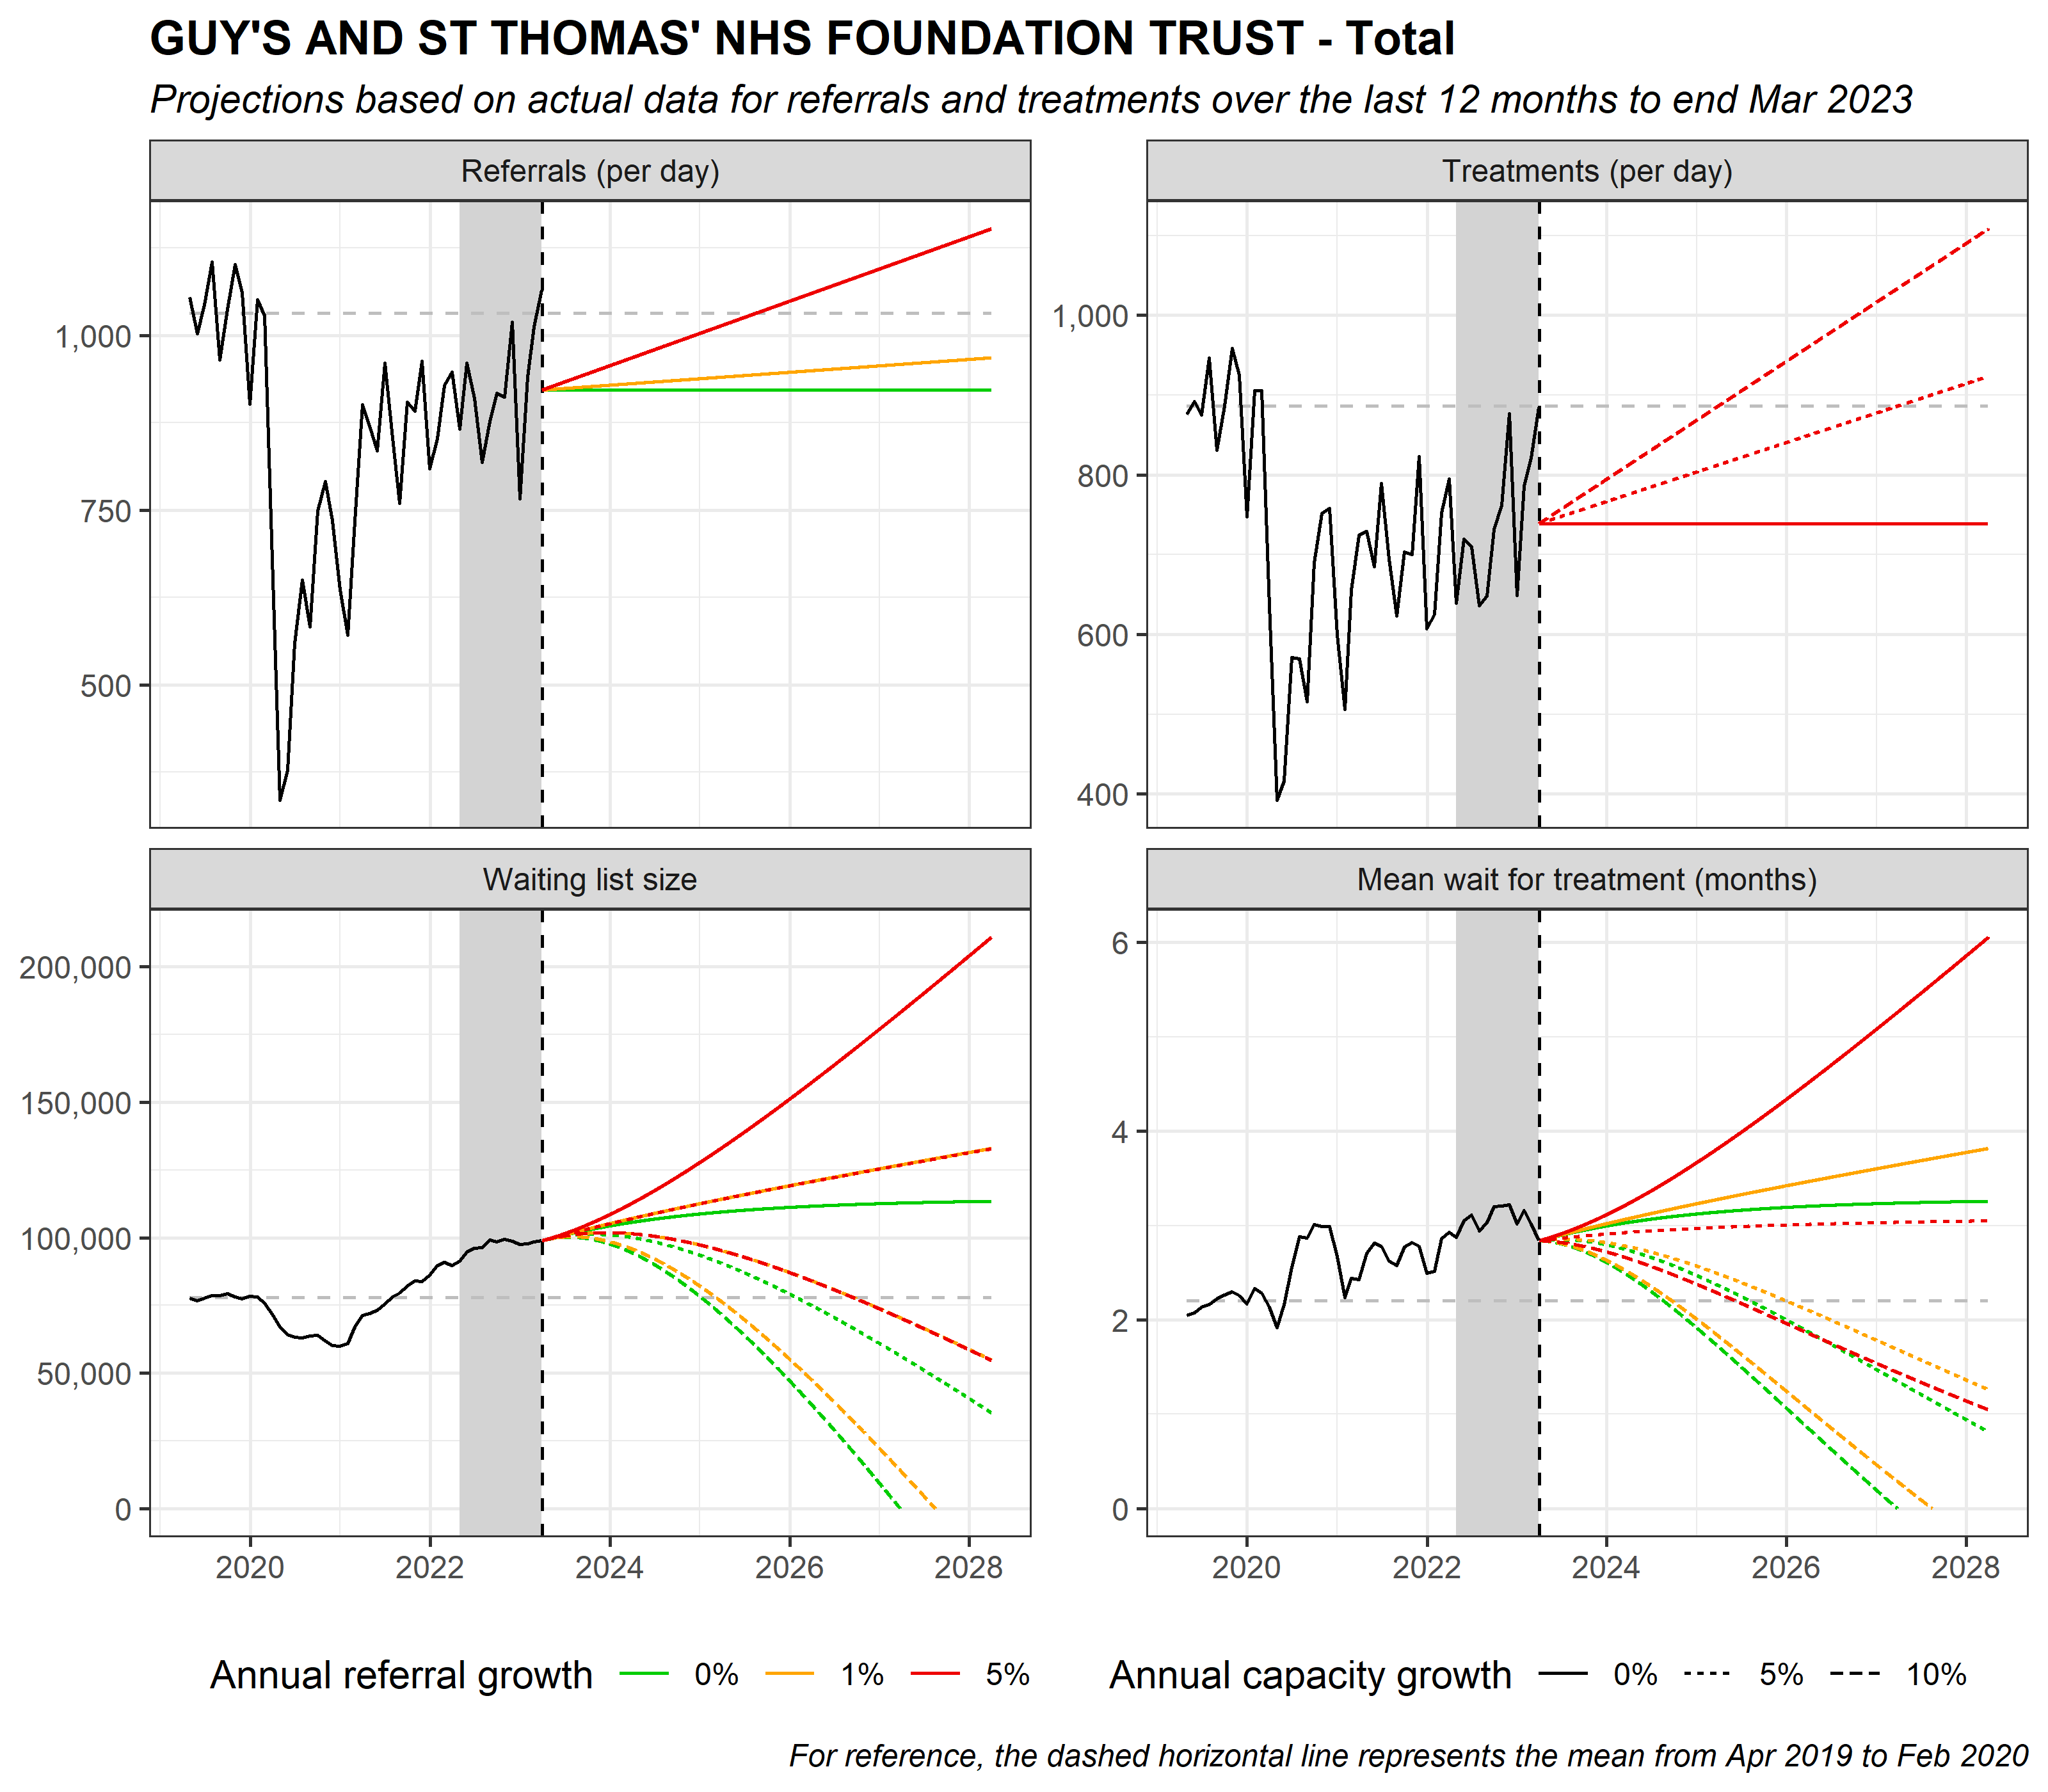 GUY'S AND ST THOMAS' NHS FOUNDATION TRUST - Total
Projections based on actual data for referrals and treatments over the last 12 months to end Mar 2023
Referrals (per day)
1,000
750
500
Treatments (per day)
1,000
800
600
400
Waiting list size
200,000
150,000
100,000
50,000
0
2020 2022 2024 2026 2028
Mean wait for treatment (months)
6
4
2
0
2020 2022 2024 2026 2028
Annual referral growth 0% 1% 5%
Annual capacity growth 0% 5% 10%
For reference, the dashed horizontal line represents the mean from Apr 2019 to Feb 2020